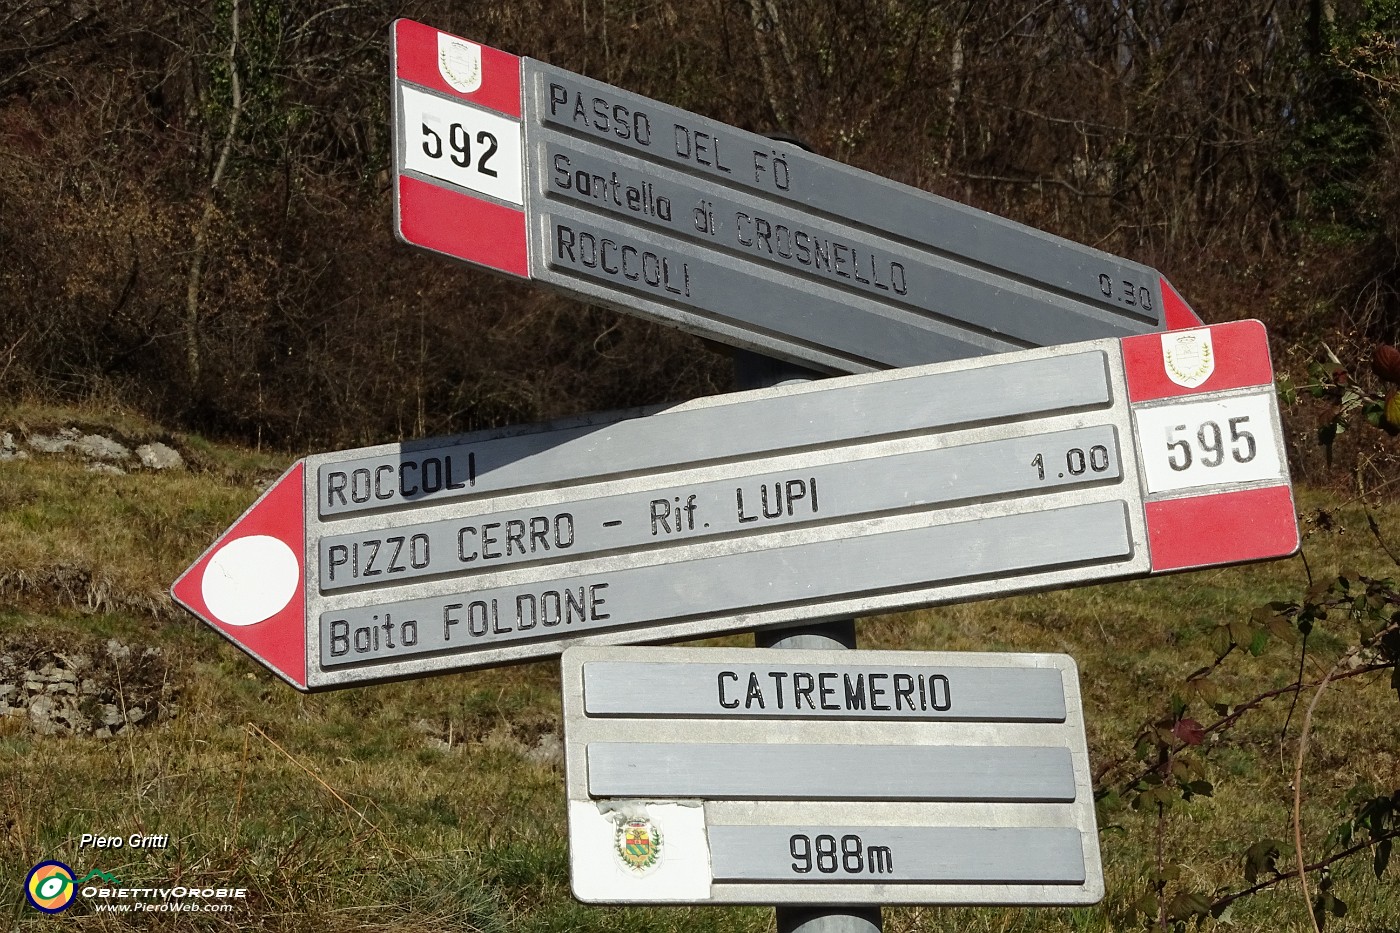 592
PASSO DEL FÖ
Santella di CROSNELLO
ROCCOLI
0.30
595
ROCCOLI
PIZZO CERRO - Rif. LUPI 1.00
Baita FOLDONE
CATREMERIO
988m
Piero Gritti
OBIETTIVOROBIE
www.PieroWeb.com